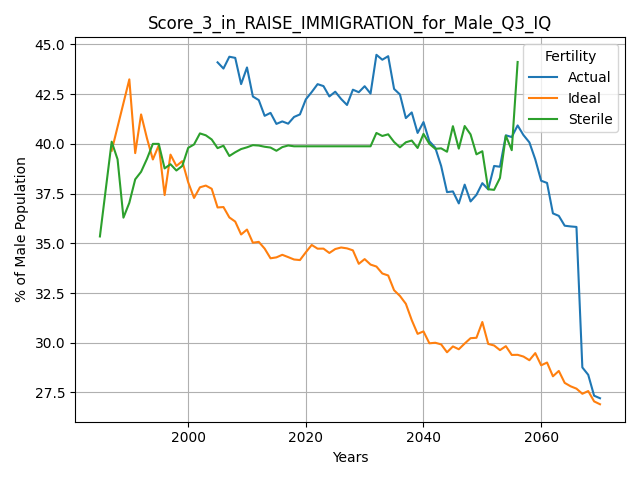 Score_3_in_RAISE_IMMIGRATION_for_Male_Q3_IQ
Fertility
Actual
Ideal
Sterile
% of Male Population
45.0
42.5
40.0
37.5
35.0
32.5
30.0
27.5
2000
2020
2040
2060
Years